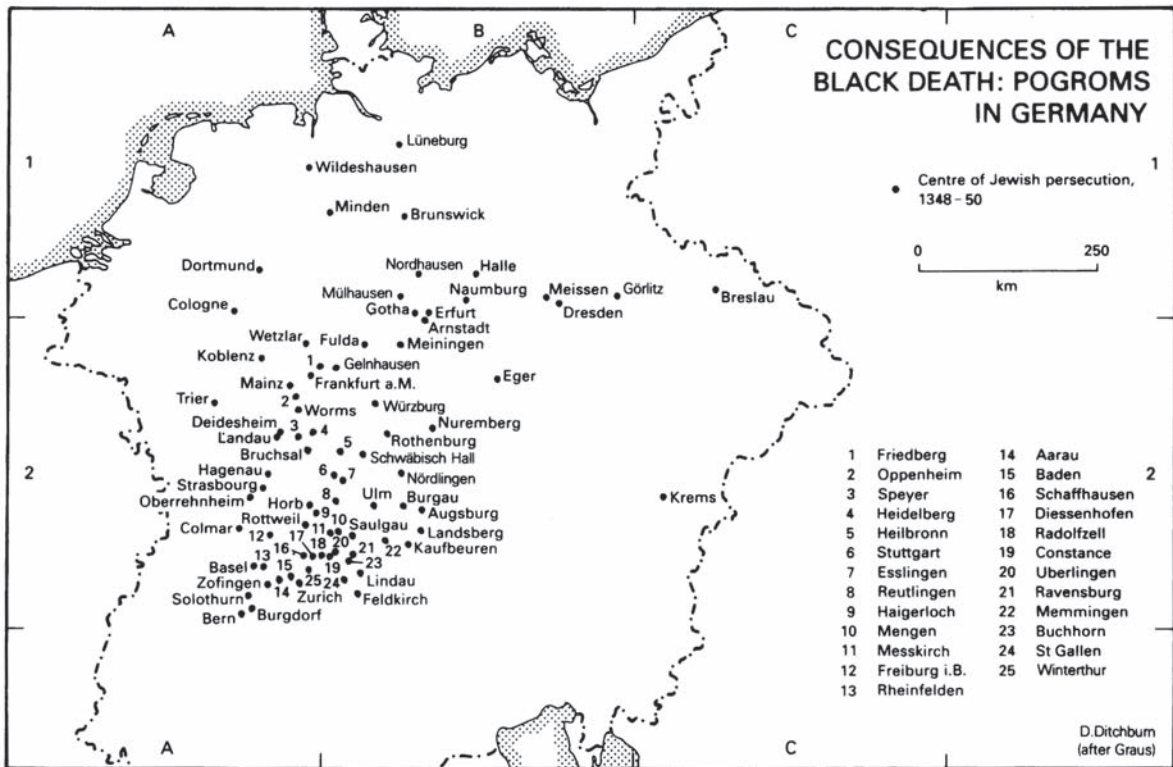 A
B
C
CONSEQUENCES OF THE
BLACK DEATH: POGROMS
IN GERMANY
1
1
Centre of Jewish persecution,
1348–50
0 250
km
Lüneburg
Wildeshausen
Minden
Brunswick
Dortmund
Nordhausen
Halle
Cologne
Mülhausen
Naumburg
Meissen
Görlitz
Breslau
Gotha
Erfurt
Dresden
Arnstadt
Wetzlar
Fulda
Meiningen
Koblenz
1
Gelnhausen
Eger
Mainz
Frankfurt a.M.
Trier
2
Worms
Würzburg
Deidesheim
3
4
Nuremberg
Landau
Rothenburg
Bruchsal
5
Schwäbisch Hall
Hagenau
6
7
Nördlingen
Strasbourg
Oberrehnheim
8
Horb
Ulm
Burgau
9
Augsburg
Krems
Colmar
Rottweil
10
Saulgau
Landsberg
12
17
11
20
16
18
21
22
Kaufbeuren
Basel
13
15
19
23
Zofingen
14
25
24
Lindau
Solothurn
Zurich
Feldkirch
Bern
Burgdorf
2
2
1 Friedberg 14 Aarau
2 Oppenheim 15 Baden
3 Speyer 16 Schaffhausen
4 Heidelberg 17 Diessenhofen
5 Heilbronn 18 Radolfzell
6 Stuttgart 19 Constance
7 Esslingen 20 Uberlingen
8 Reutlingen 21 Ravensburg
9 Haigerloch 22 Memmingen
10 Mengen 23 Buchhorn
11 Messkirch 24 St Gallen
12 Freiburg i.B. 25 Winterthur
13 Rheinfelden
A
C
D.Ditchburn
(after Graus)